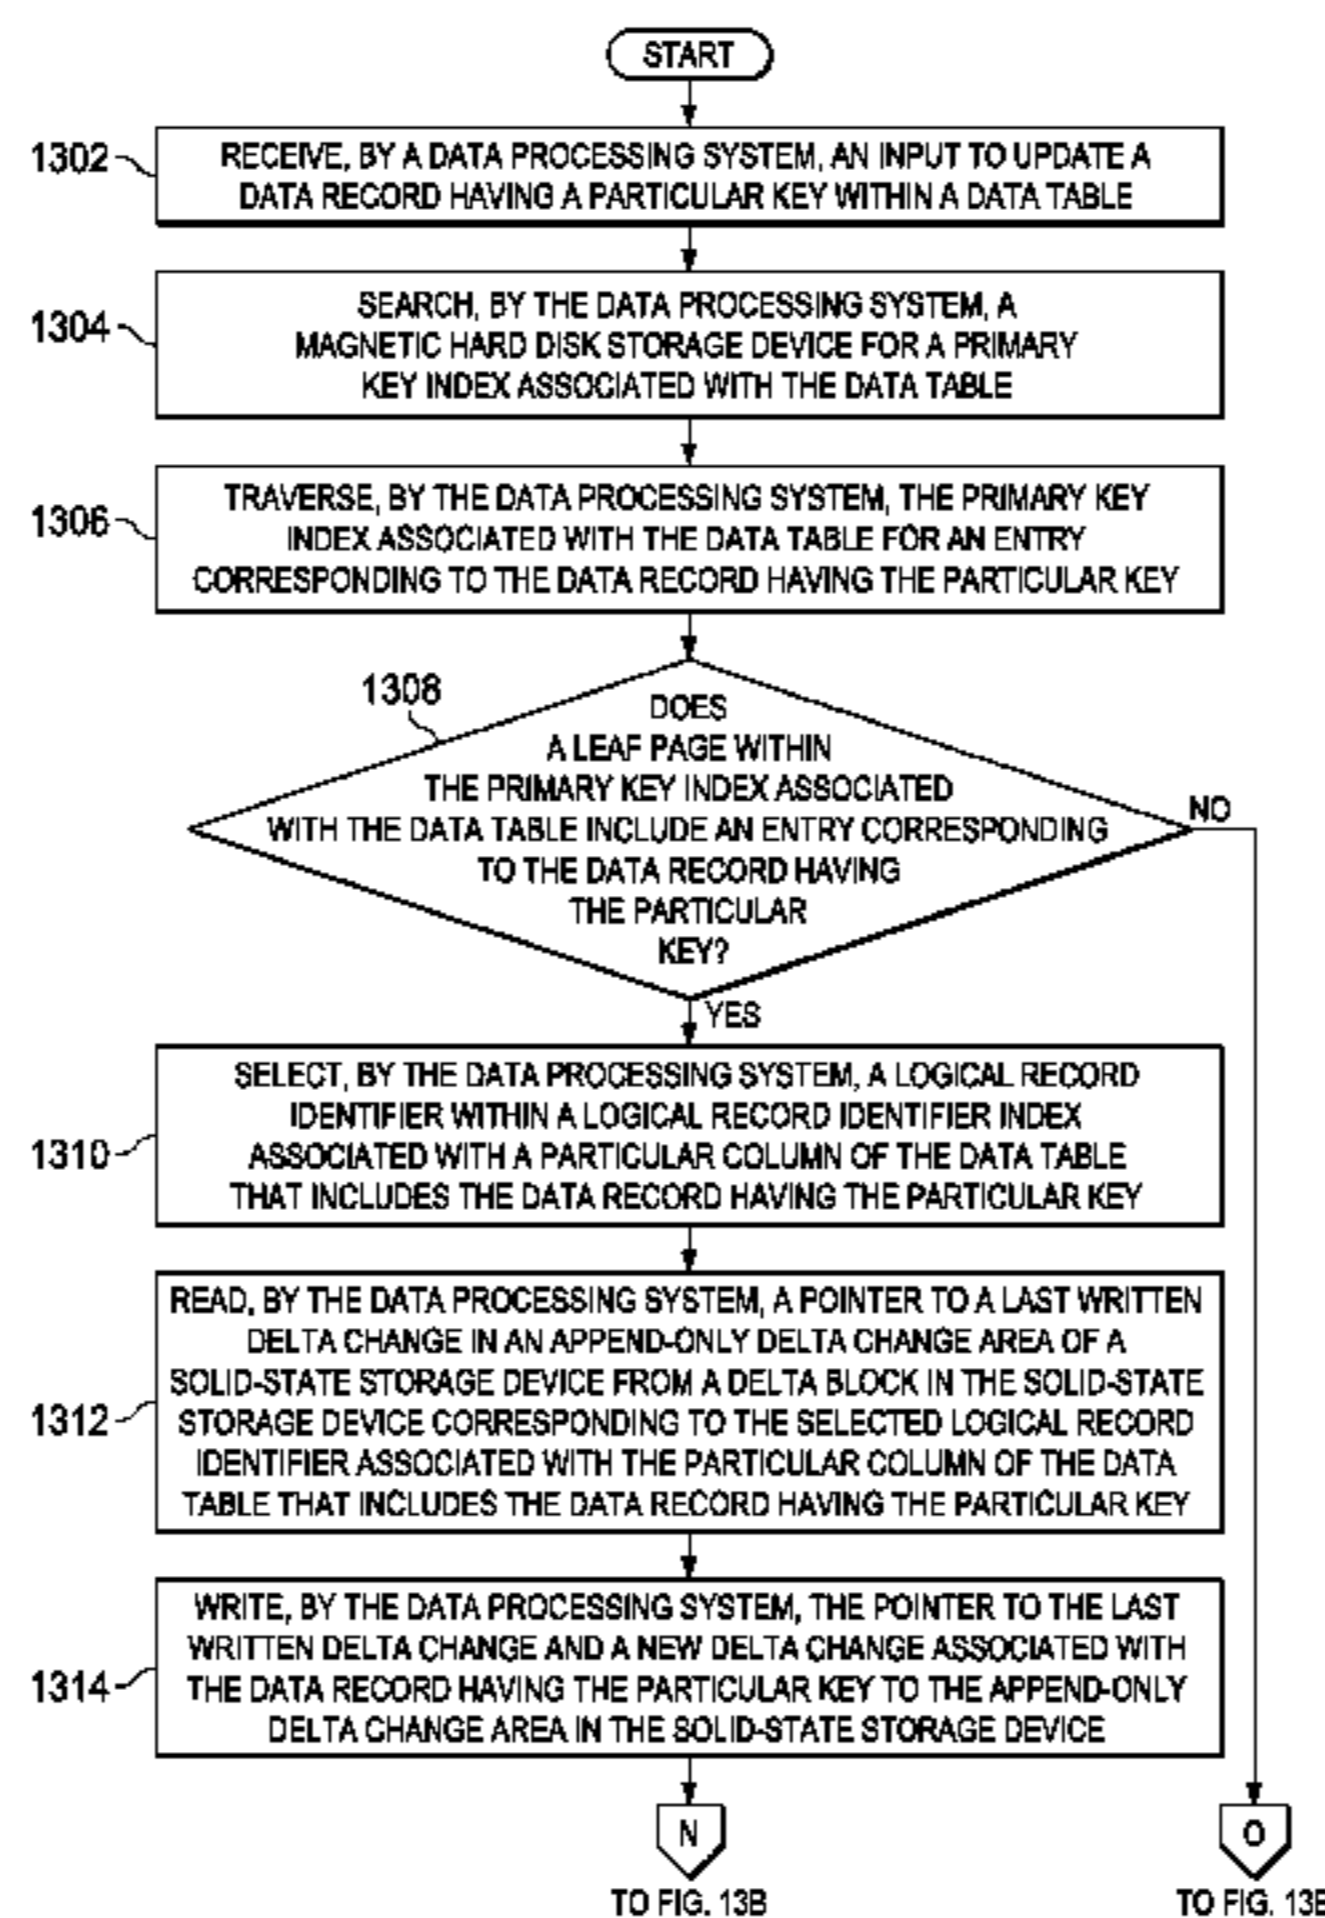 START
1302
RECEIVE, BY A DATA PROCESSING SYSTEM, AN INPUT TO UPDATE A
DATA RECORD HAVING A PARTICULAR KEY WITHIN A DATA TABLE
1304
SEARCH, BY THE DATA PROCESSING SYSTEM, A
MAGNETIC HARD DISK STORAGE DEVICE FOR A PRIMARY
KEY INDEX ASSOCIATED WITH THE DATA TABLE
1306
TRAVERSE, BY THE DATA PROCESSING SYSTEM, THE PRIMARY KEY
INDEX ASSOCIATED WITH THE DATA TABLE FOR AN ENTRY
CORRESPONDING TO THE DATA RECORD HAVING THE PARTICULAR KEY
1308
DOES
A LEAF PAGE WITHIN
THE PRIMARY KEY INDEX ASSOCIATED
WITH THE DATA TABLE INCLUDE AN ENTRY CORRESPONDING
TO THE DATA RECORD HAVING
THE PARTICULAR
KEY?
NO
YES
1310
SELECT, BY THE DATA PROCESSING SYSTEM, A LOGICAL RECORD
IDENTIFIER WITHIN A LOGICAL RECORD IDENTIFIER INDEX
ASSOCIATED WITH A PARTICULAR COLUMN OF THE DATA TABLE
THAT INCLUDES THE DATA RECORD HAVING THE PARTICULAR KEY
1312
READ, BY THE DATA PROCESSING SYSTEM, A POINTER TO A LAST WRITTEN
DELTA CHANGE IN AN APPEND-ONLY DELTA CHANGE AREA OF A
SOLID-STATE STORAGE DEVICE FROM A DELTA BLOCK IN THE SOLID-STATE
STORAGE DEVICE CORRESPONDING TO THE SELECTED LOGICAL RECORD
IDENTIFIER ASSOCIATED WITH THE PARTICULAR COLUMN OF THE DATA
TABLE THAT INCLUDES THE DATA RECORD HAVING THE PARTICULAR KEY
1314
WRITE, BY THE DATA PROCESSING SYSTEM, THE POINTER TO THE LAST
WRITTEN DELTA CHANGE AND A NEW DELTA CHANGE ASSOCIATED WITH
THE DATA RECORD HAVING THE PARTICULAR KEY TO THE APPEND-ONLY
DELTA CHANGE AREA IN THE SOLID-STATE STORAGE DEVICE
N
TO FIG. 13B
O
TO FIG. 13B